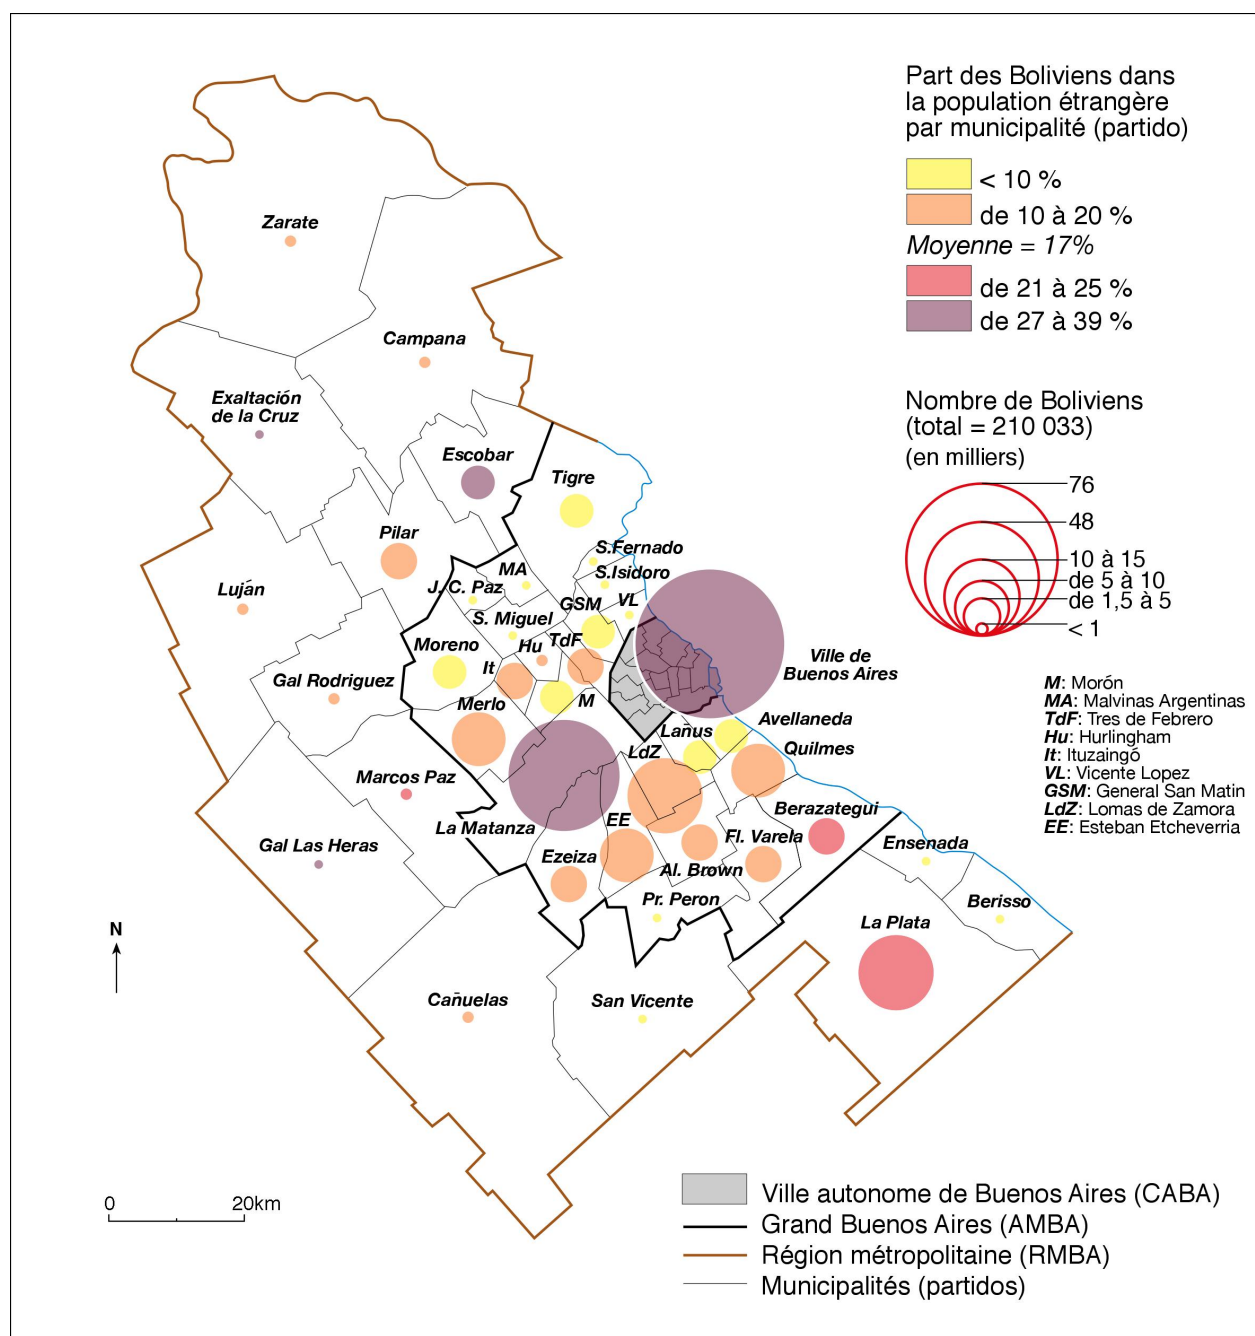 Part des Boliviens dans
la population étrangère
par municipalité (partido)
< 10 %
de 10 à 20 %
Moyenne = 17%
de 21 à 25 %
de 27 à 39 %
Nombre de Boliviens
(total = 210 033)
(en milliers)
76
48
10 à 15
de 5 à 10
de 1,5 à 5
< 1
M: Morón
MA: Malvinas Argentinas
TdF: Tres de Febrero
Hu: Hurlingham
It: Ituzaingó
VL: Vicente Lopez
GSM: General San Matin
LdZ: Lomas de Zamora
EE: Esteban Etcheverria
Zarate
Campana
Exaltación
de la Cruz
Escobar
Tigre
Pilar
S.Fernado
MA
S.Isidoro
J. C. Paz
Luján
GSM
VL
S. Miguel
Moreno
Hu
TdF
It
Ville de
Buenos Aires
Gal Rodriguez
Merlo
M
Avellaneda
Lañus
LdZ
Quilmes
Marcos Paz
Berazategui
La Matanza
EE
Fl. Varela
Gal Las Heras
Ezeiza
Al. Brown
Ensenada
Pr. Peron
Berisso
La Plata
N
Cañuelas
San Vicente
0
20km
Ville autonome de Buenos Aires (CABA)
Grand Buenos Aires (AMBA)
Région métropolitaine (RMBA)
Municipalités (partidos)